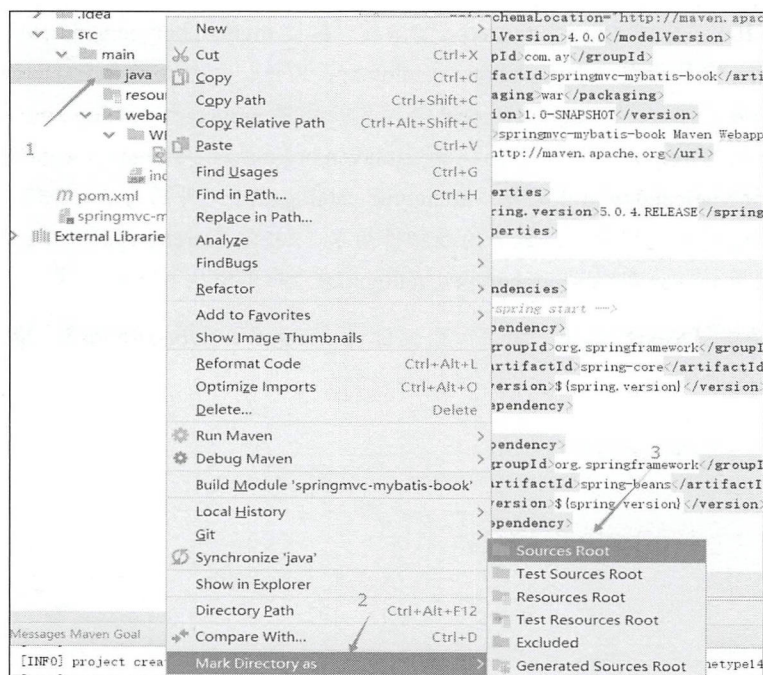 .idea
src
main
java
resou
webap
WI
inc
pom.xml
springmvc-m
External Librarie
1
New
Cut Ctrl+X
Copy Ctrl+C
Copy Path Ctrl+Shift+C
Copy Relative Path Ctrl+Alt+Shift+C
Paste Ctrl+V
Find Usages Ctrl+G
Find in Path... Ctrl+H
Replace in Path...
Analyze
FindBugs
Refactor
Add to Favorites
Show Image Thumbnails
Reformat Code Ctrl+Alt+L
Optimize Imports Ctrl+Alt+O
Delete... Delete
Run Maven
Debug Maven
Build Module 'springmvc-mybatis-book'
Local History
Git
Synchronize 'java'
Show in Explorer
Directory Path Ctrl+Alt+F12
2
Compare With... Ctrl+D
Mark Directory as
3
Sources Root
Test Sources Root
Resources Root
Test Resources Root
Excluded
Generated Sources Root
schemaLocation="http://maven.apac
lVersion>4.0.0</modelVersion>
pId>com.ay</groupId>
factId>springmvc-mybatis-book</arti
aging>war</packaging>
ion>1.0-SNAPSHOT</version>
>springmvc-mybatis-book Maven Webapp
http://maven.apache.org</url>
erties>
ring.version>5.0.4.RELEASE</spring
perties>
ndencies>
spring start -->
pendency>
groupId>org.springframework</groupI
artifactId>spring-core</artifactId
version>${spring.version}</version>
ependency>
pendency>
groupId>org.springframework</groupI
artifactId>spring-beans</artifactI
version>${spring.version}</version>
ependency>
Messages Maven Goal
[INFO] project crea
netype14